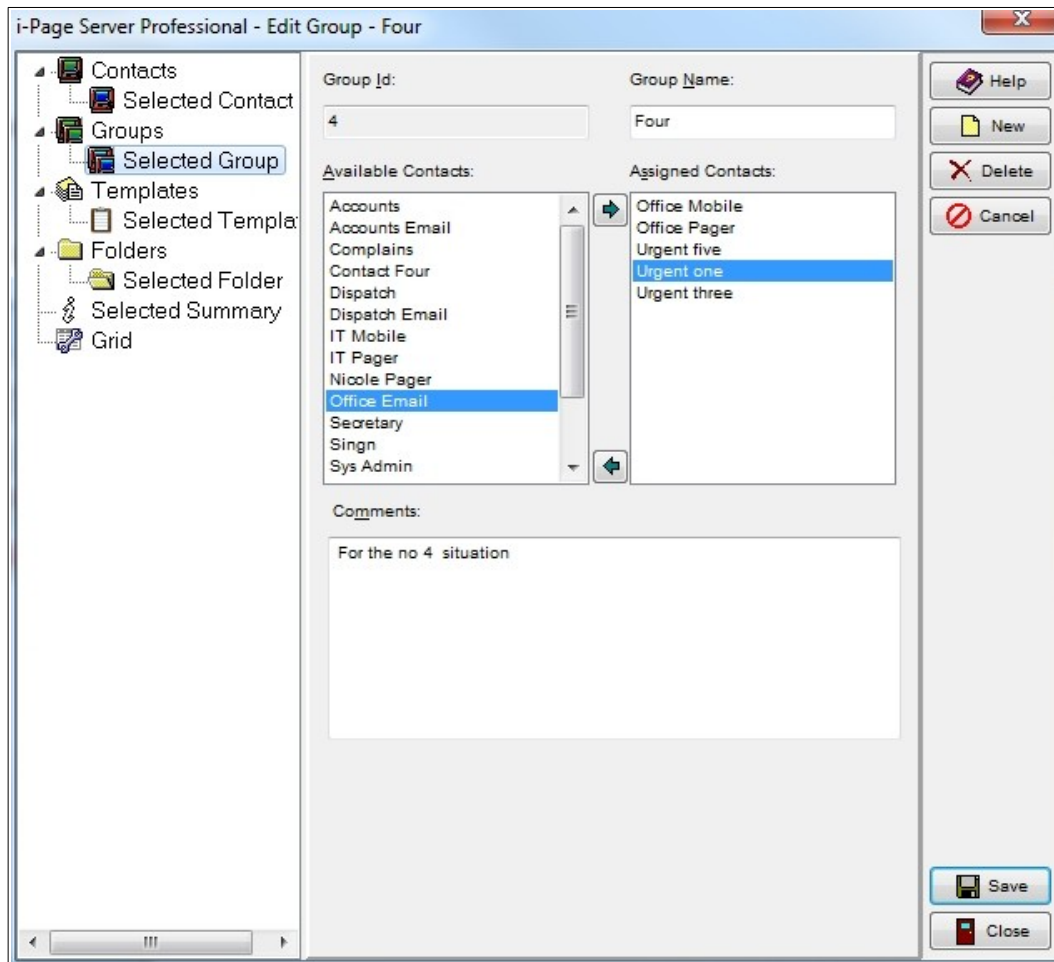 i-Page Server Professional - Edit Group - Four
Contacts
Selected Contact
Groups
Selected Group
Templates
Selected Templa
Folders
Selected Folder
Selected Summary
Grid
Group Id:
4
Group Name:
Four
Available Contacts:
Accounts
Accounts Email
Complains
Contact Four
Dispatch
Dispatch Email
IT Mobile
IT Pager
Nicole Pager
Office Email
Secretary
Singn
Sys Admin
Assigned Contacts:
Office Mobile
Office Pager
Urgent five
Urgent one
Urgent three
Comments:
For the no 4  situation
Help
New
Delete
Cancel
Save
Close